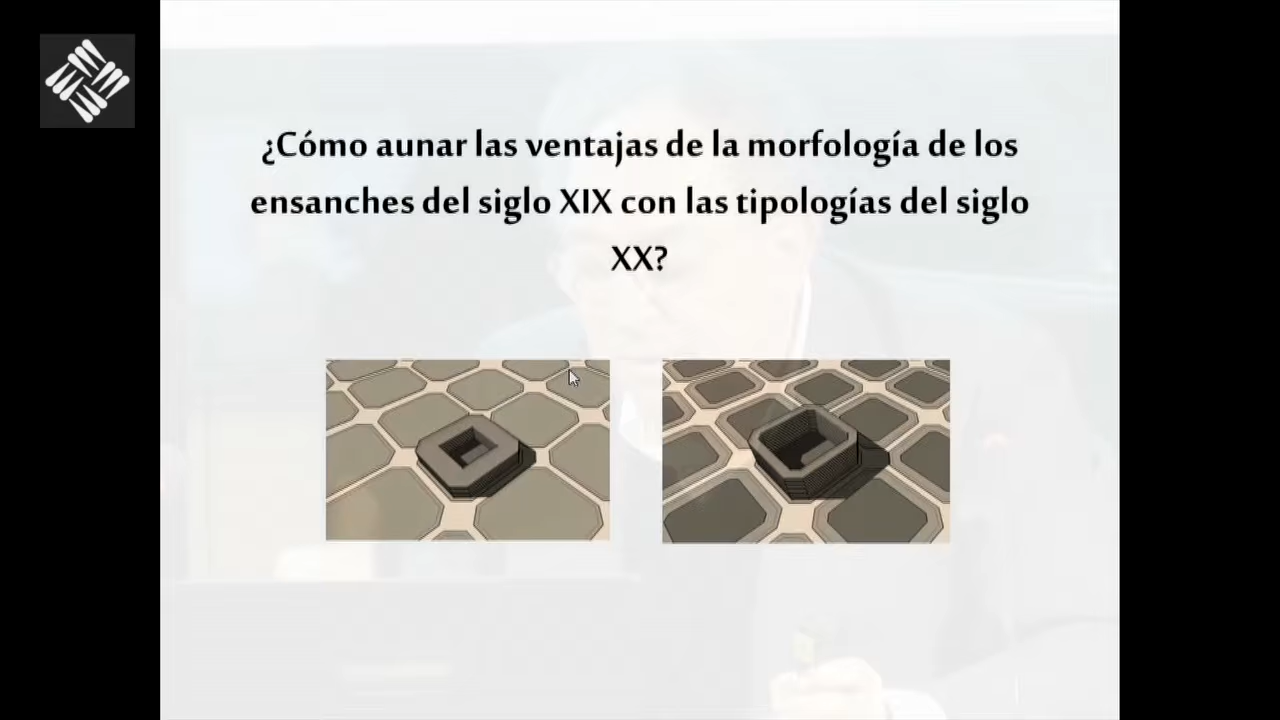 ¿Cómo aunar las ventajas de la morfología de los
ensanches del siglo XIX con las tipologías del siglo
XX?